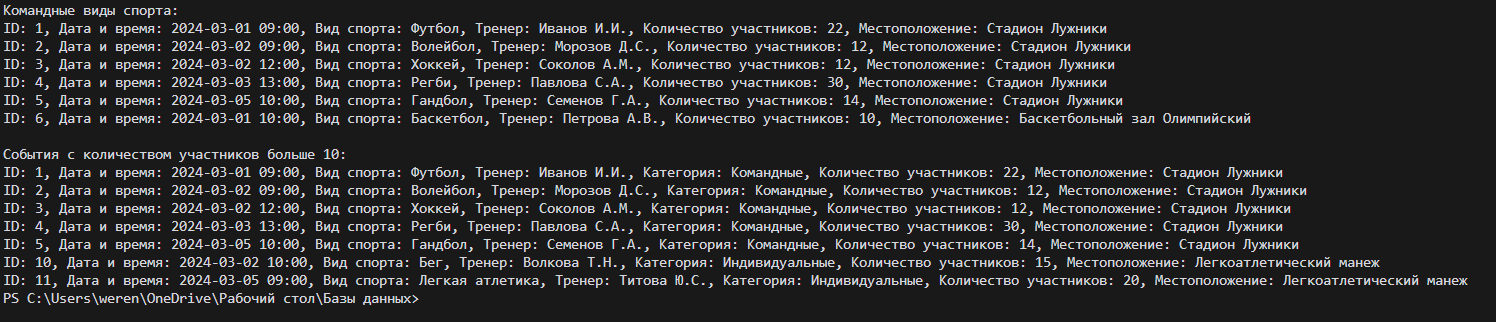 Командные виды спорта:
ID: 1, Дата и время: 2024-03-01 09:00, Вид спорта: Футбол, Тренер: Иванов И.И., Количество участников: 22, Местоположение: Стадион Лужники
ID: 2, Дата и время: 2024-03-02 09:00, Вид спорта: Волейбол, Тренер: Морозов Д.С., Количество участников: 12, Местоположение: Стадион Лужники
ID: 3, Дата и время: 2024-03-02 12:00, Вид спорта: Хоккей, Тренер: Соколов А.М., Количество участников: 12, Местоположение: Стадион Лужники
ID: 4, Дата и время: 2024-03-03 13:00, Вид спорта: Регби, Тренер: Павлова С.А., Количество участников: 30, Местоположение: Стадион Лужники
ID: 5, Дата и время: 2024-03-05 10:00, Вид спорта: Гандбол, Тренер: Семенов Г.А., Количество участников: 14, Местоположение: Стадион Лужники
ID: 6, Дата и время: 2024-03-01 10:00, Вид спорта: Баскетбол, Тренер: Петрова А.В., Количество участников: 10, Местоположение: Баскетбольный зал Олимпийский
События с количеством участников больше 10:
ID: 1, Дата и время: 2024-03-01 09:00, Вид спорта: Футбол, Тренер: Иванов И.И., Категория: Командные, Количество участников: 22, Местоположение: Стадион Лужники
ID: 2, Дата и время: 2024-03-02 09:00, Вид спорта: Волейбол, Тренер: Морозов Д.С., Категория: Командные, Количество участников: 12, Местоположение: Стадион Лужники
ID: 3, Дата и время: 2024-03-02 12:00, Вид спорта: Хоккей, Тренер: Соколов А.М., Категория: Командные, Количество участников: 12, Местоположение: Стадион Лужники
ID: 4, Дата и время: 2024-03-03 13:00, Вид спорта: Регби, Тренер: Павлова С.А., Категория: Командные, Количество участников: 30, Местоположение: Стадион Лужники
ID: 5, Дата и время: 2024-03-05 10:00, Вид спорта: Гандбол, Тренер: Семенов Г.А., Категория: Командные, Количество участников: 14, Местоположение: Стадион Лужники
ID: 10, Дата и время: 2024-03-02 10:00, Вид спорта: Бег, Тренер: Волкова Т.Н., Категория: Индивидуальные, Количество участников: 15, Местоположение: Легкоатлетический манеж
ID: 11, Дата и время: 2024-03-05 09:00, Вид спорта: Легкая атлетика, Тренер: Титова Ю.С., Категория: Индивидуальные, Количество участников: 20, Местоположение: Легкоатлетический манеж
PS C:\Users\weren\OneDrive\Рабочий стол\Базы данных>